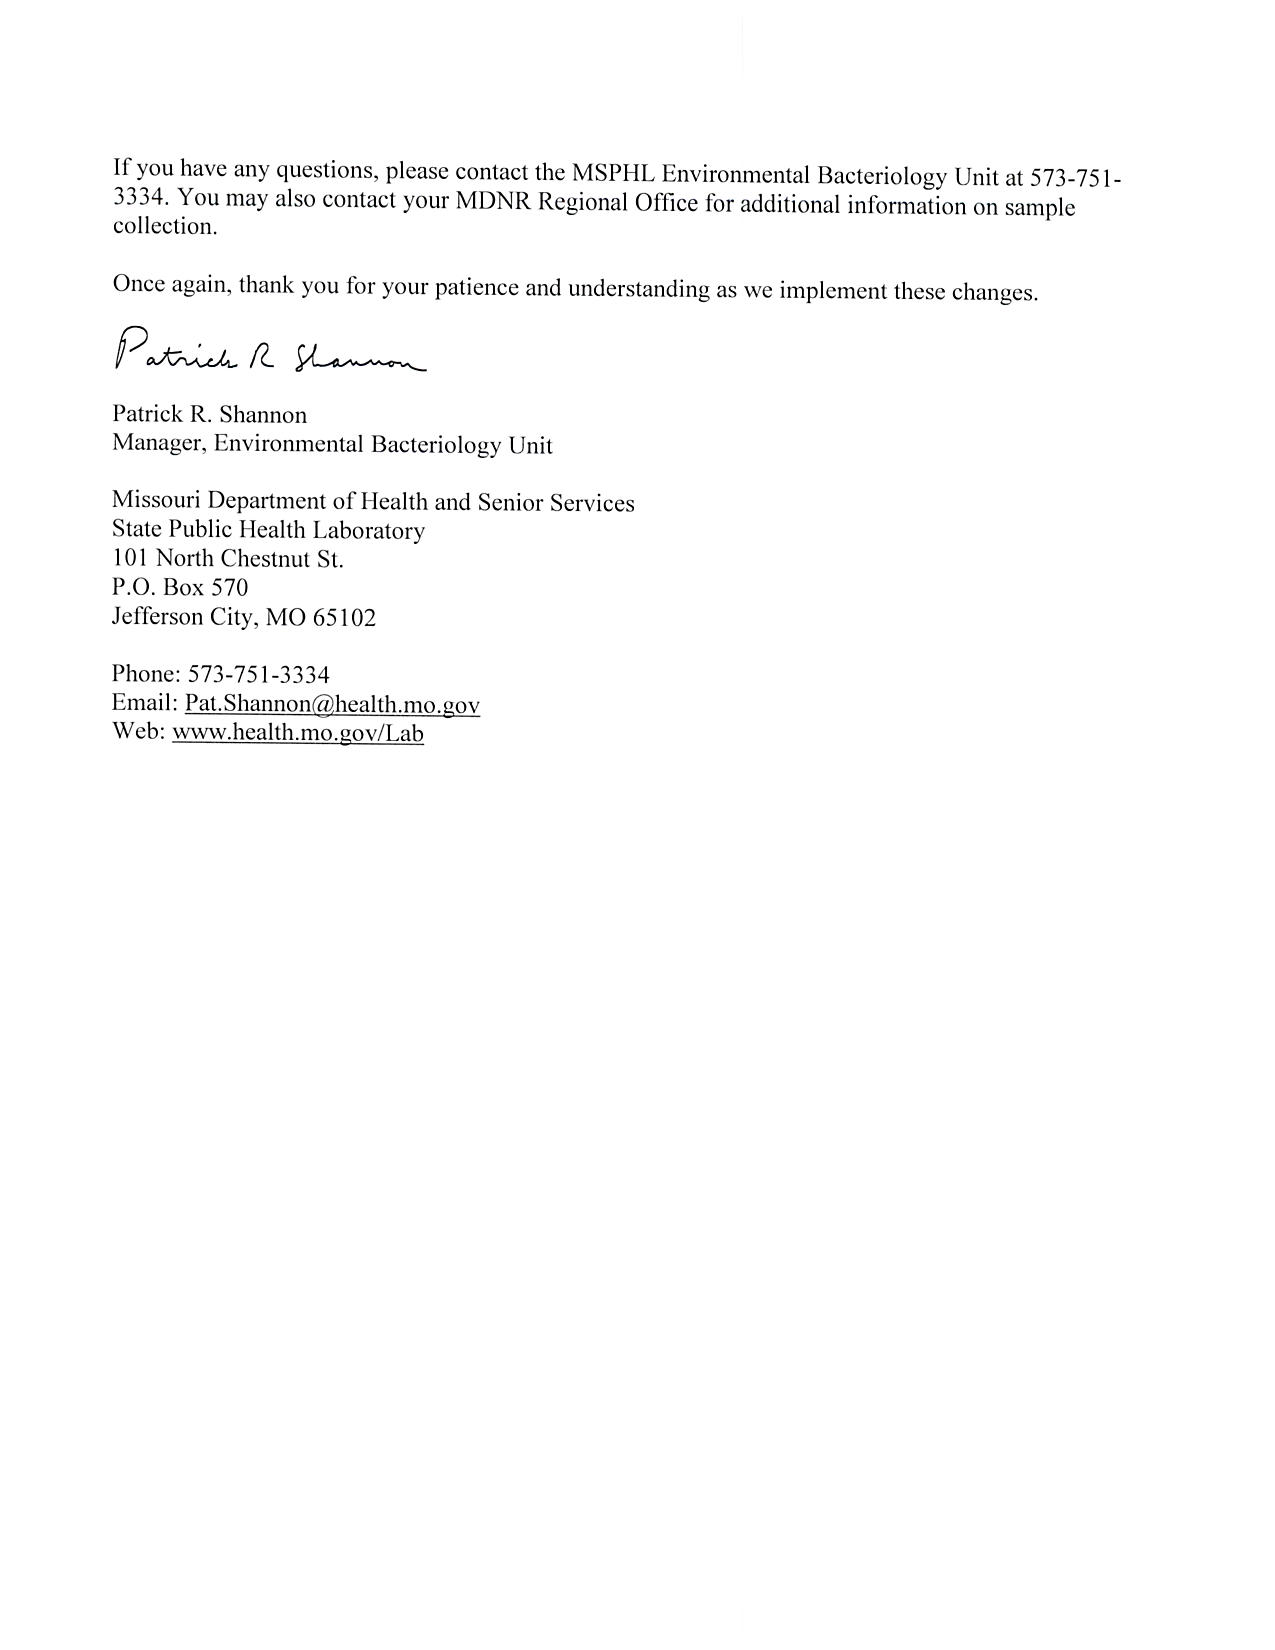 If you have any questions, please contact the MSPHL Environmental Bacteriology Unit at 573-751-
3334. You may also contact your MDNR Regional Office for additional information on sample
collection.
Once again, thank you for your patience and understanding as we implement these changes.
Patrick R Shannon
Patrick R. Shannon
Manager, Environmental Bacteriology Unit
Missouri Department of Health and Senior Services
State Public Health Laboratory
101 North Chestnut St.
P.O. Box 570
Jefferson City, MO 65102
Phone: 573-751-3334
Email: Pat.Shannon@health.mo.gov
Web: www.health.mo.gov/Lab